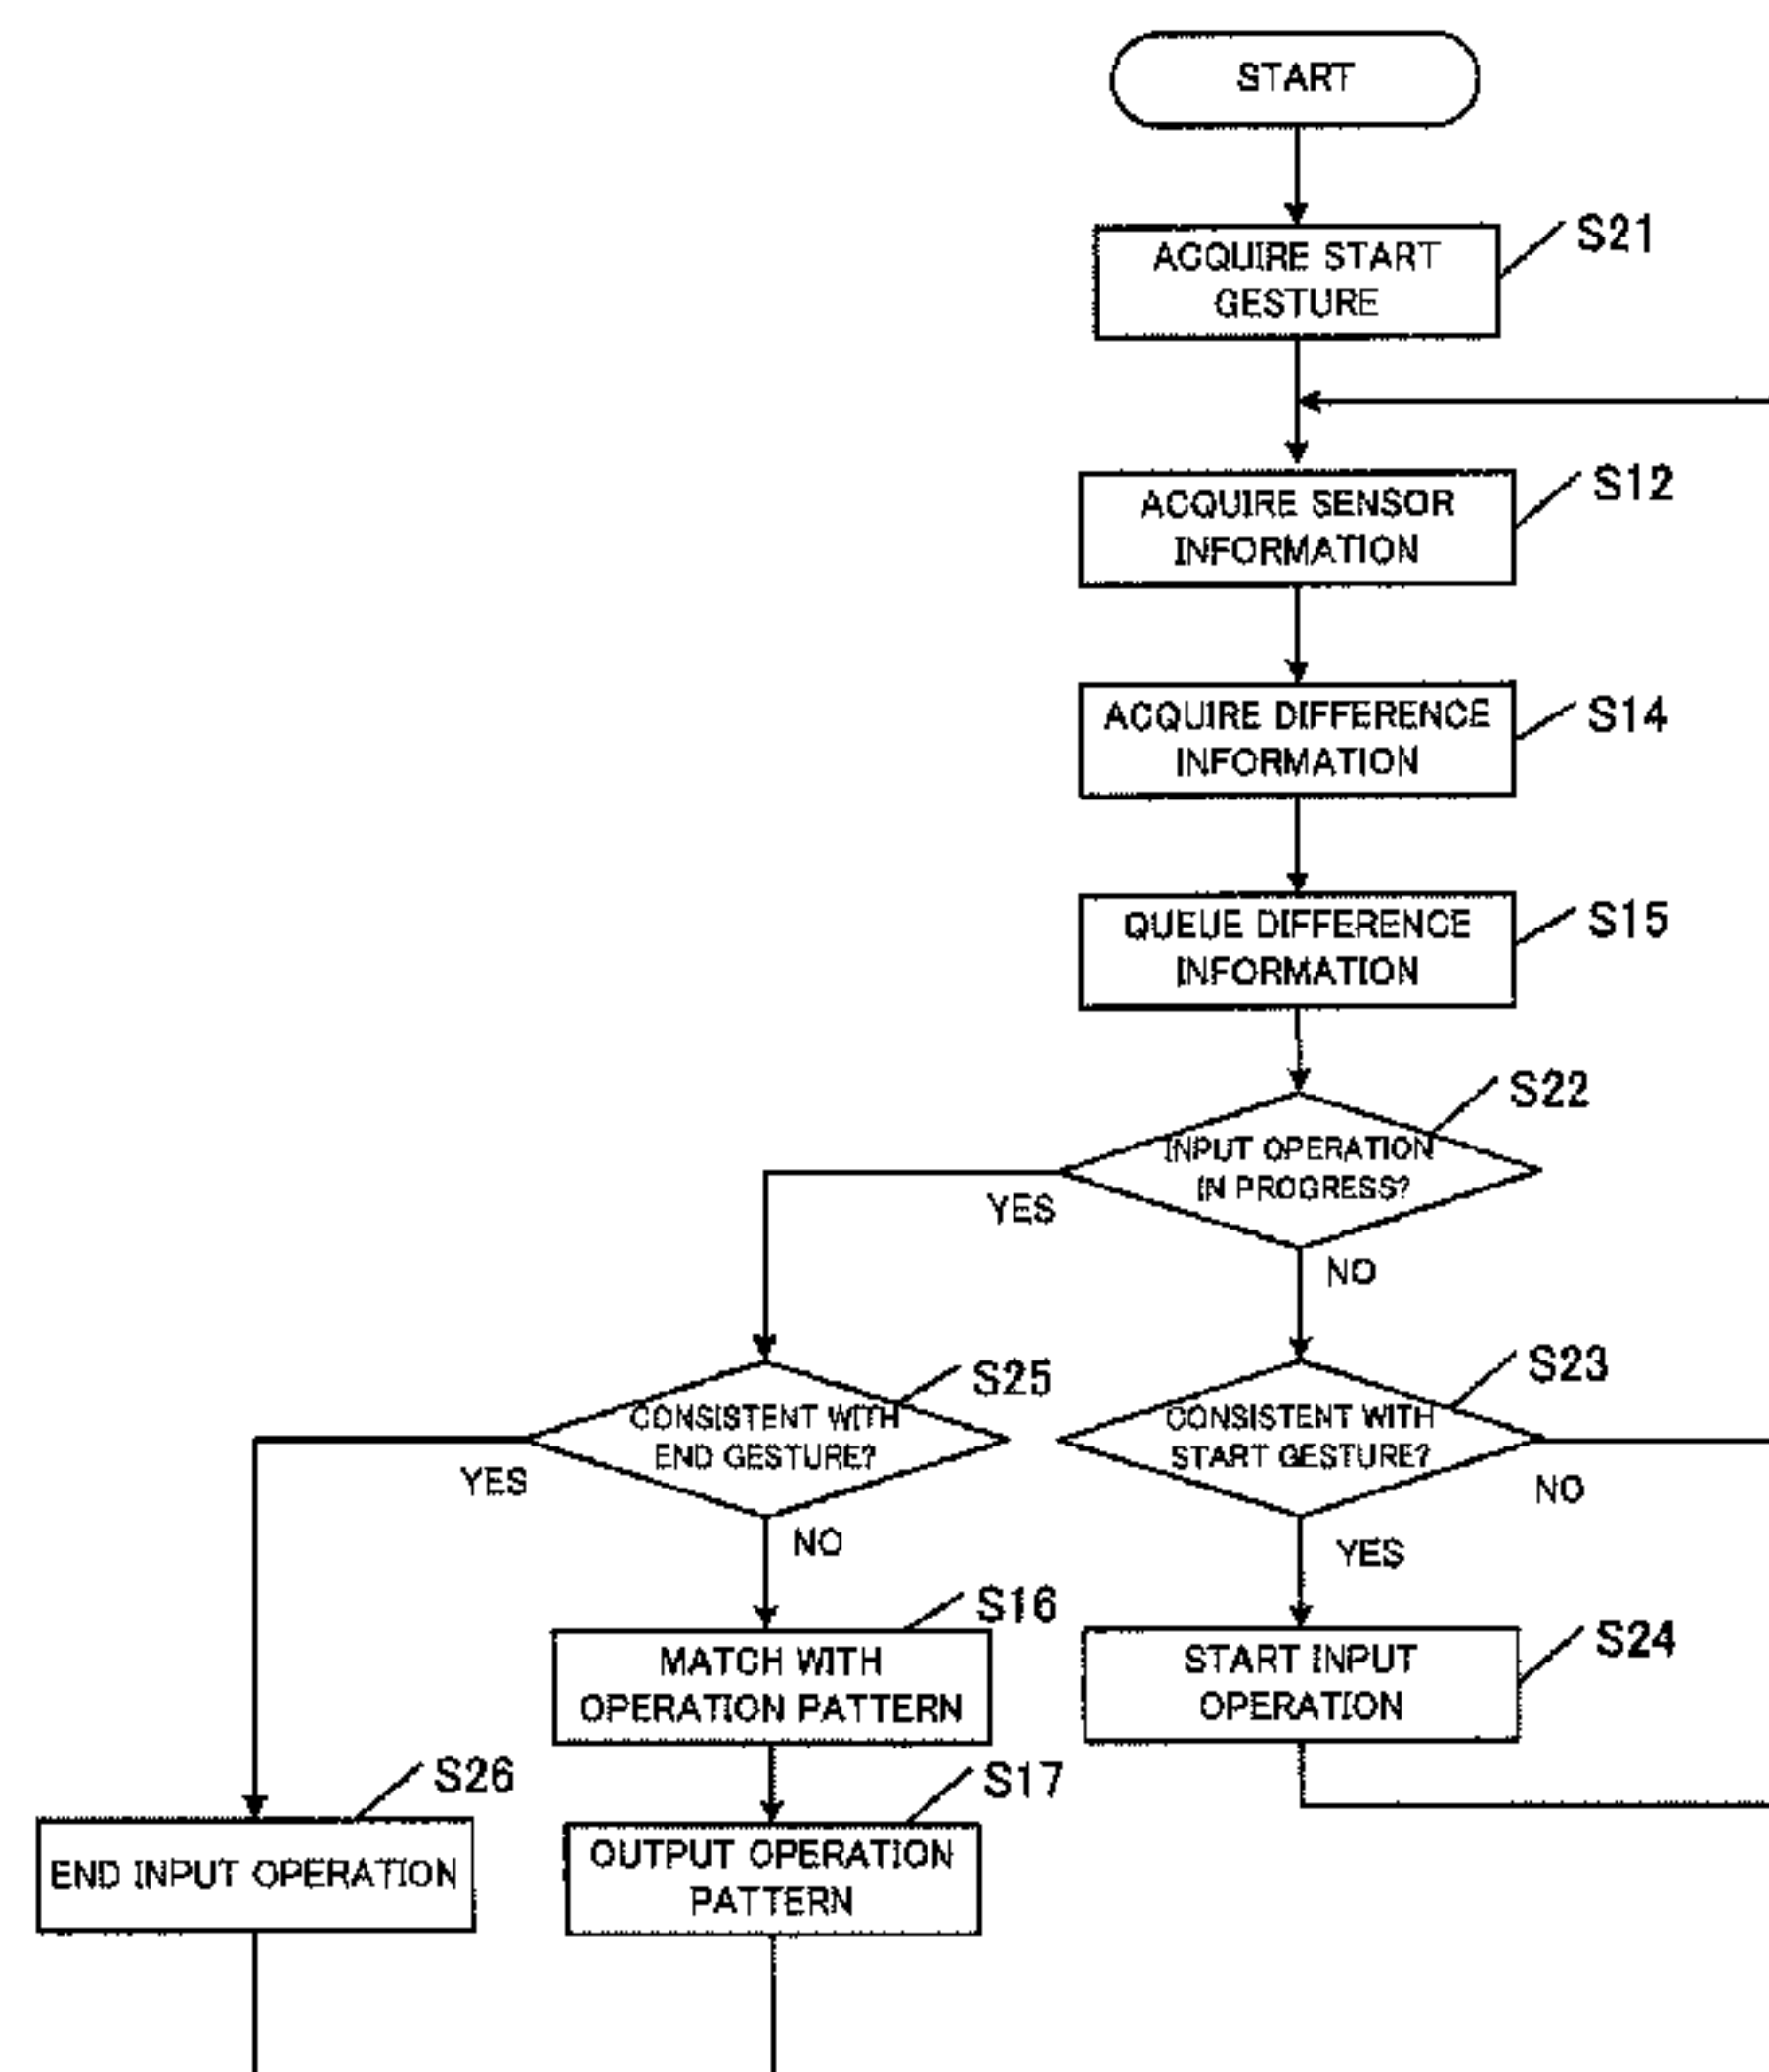 START
ACQUIRE START
GESTURE
S21
ACQUIRE SENSOR
INFORMATION
S12
ACQUIRE DIFFERENCE
INFORMATION
S14
QUEUE DIFFERENCE
INFORMATION
S15
INPUT OPERATION
IN PROGRESS?
S22
YES
NO
CONSISTENT WITH
END GESTURE?
S25
YES
NO
CONSISTENT WITH
START GESTURE?
S23
NO
YES
MATCH WITH
OPERATION PATTERN
S16
START INPUT
OPERATION
S24
END INPUT OPERATION
S26
OUTPUT OPERATION
PATTERN
S17